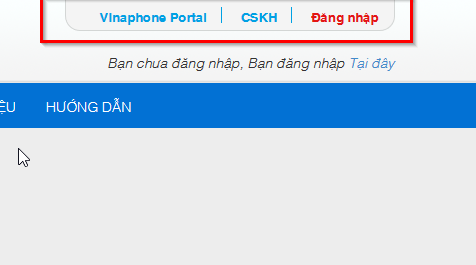 Vinaphone Portal | CSKH | Đăng nhập
Bạn chưa đăng nhập, Bạn đăng nhập Tại đây
ỆU HƯỚNG DẪN